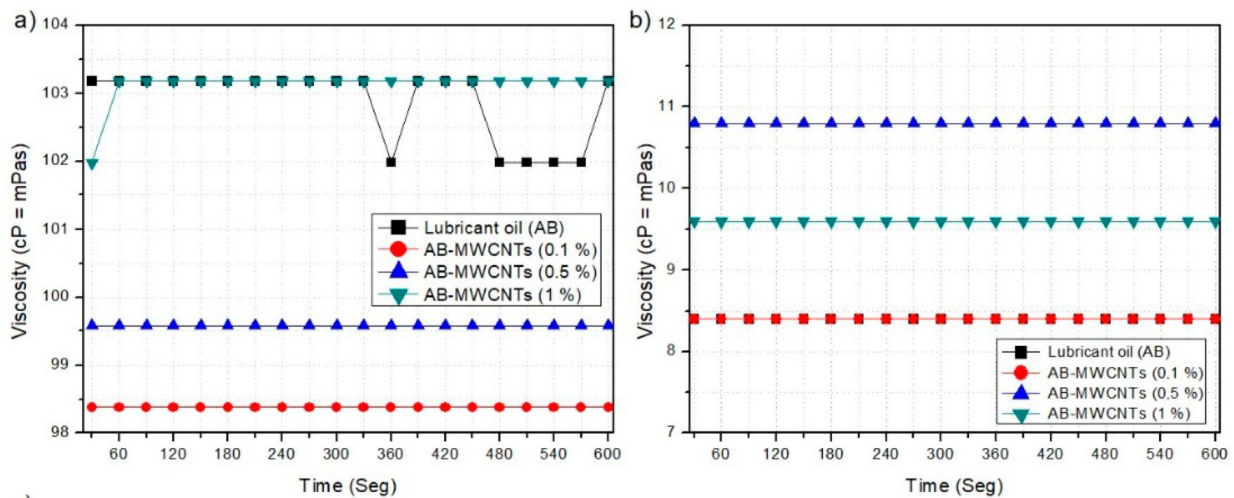 a)
104
103
102
101
100
99
98
Viscosity (cP = mPas)
60 120 180 240 300 360 420 480 540 600
Time (Seg)
Lubricant oil (AB)
AB-MWCNTs (0.1 %)
AB-MWCNTs (0.5 %)
AB-MWCNTs (1 %)
b)
12
11
10
9
8
7
Viscosity (cP = mPas)
60 120 180 240 300 360 420 480 540 600
Time (Seg)
Lubricant oil (AB)
AB-MWCNTs (0,1 %)
AB-MWCNTs (0.5 %)
AB-MWCNTs (1 %)